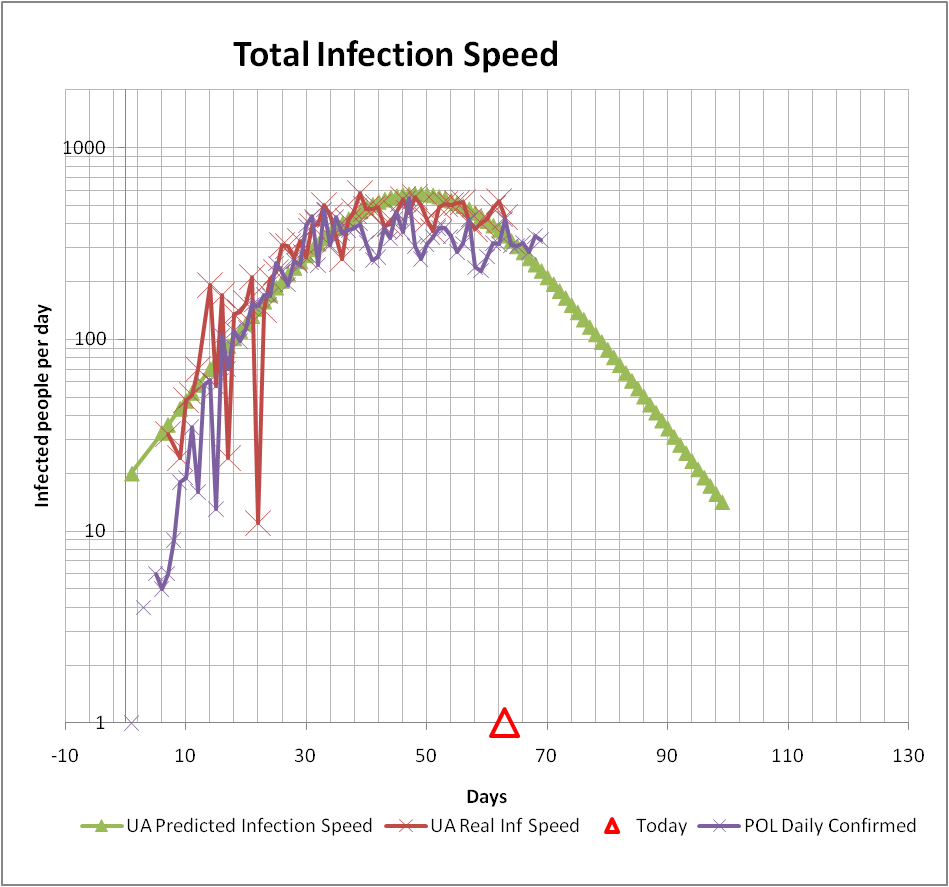 Total Infection Speed
Infected people per day
1000
100
10
1
-10 10 30 50 70 90 110 130
Days
UA Predicted Infection Speed UA Real Inf Speed Today POL Daily Confirmed